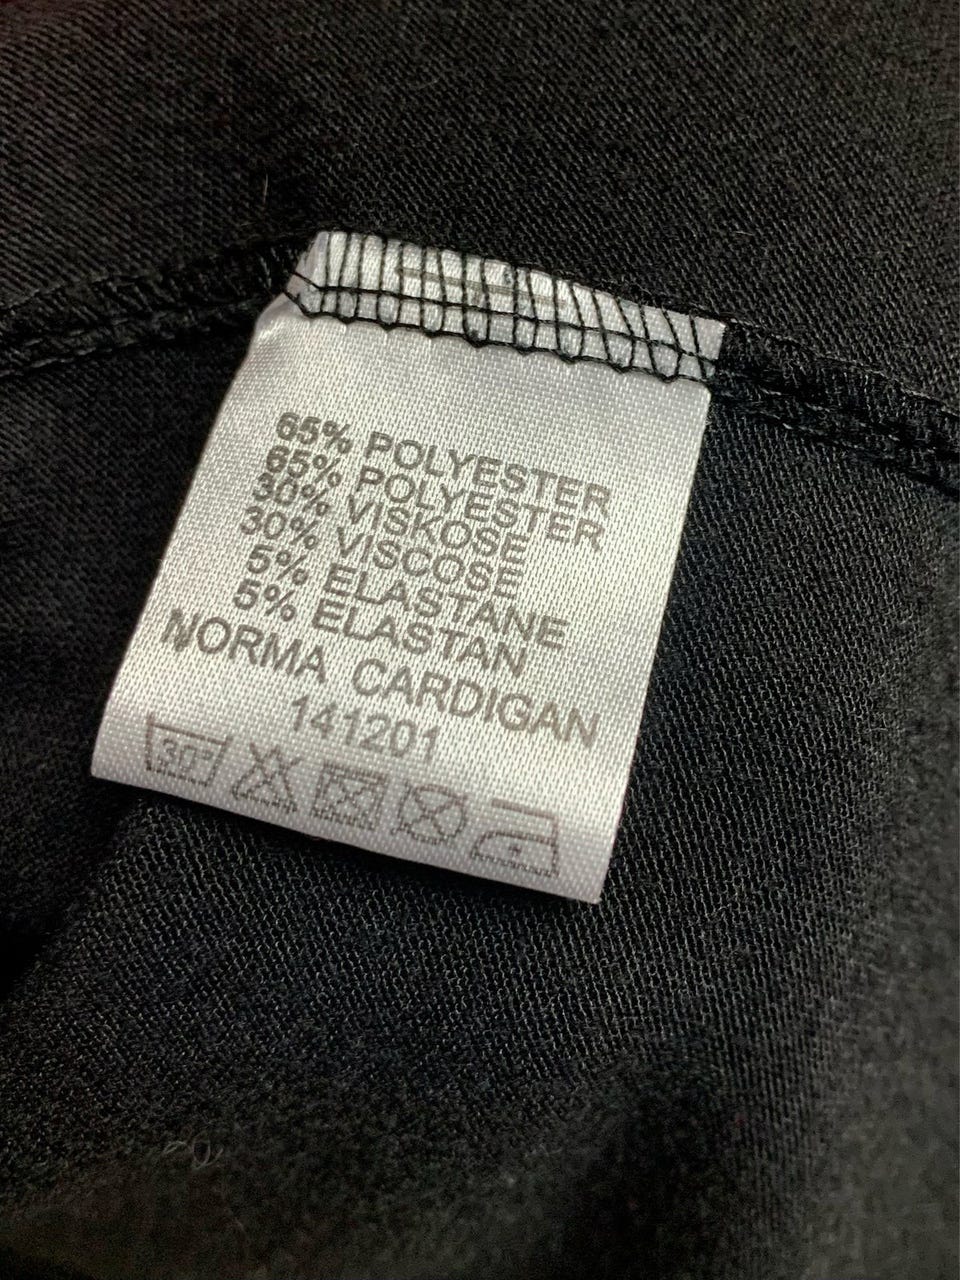 65% POLYESTER
65% POLYESTER
30% VISKOSE
30% VISCOSE
5% ELASTANE
5% ELASTAN
NORMA CARDIGAN
141201
30°